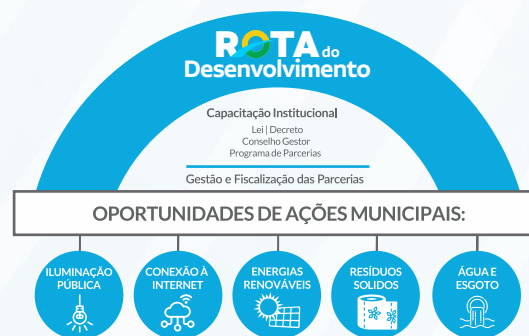 ROTA do
Desenvolvimento
Capacitação Institucional
Lei | Decreto
Conselho Gestor
Programa de Parcerias
Gestão e Fiscalização das Parcerias
OPORTUNIDADES DE AÇÕES MUNICIPAIS:
ILUMINAÇÃO
PÚBLICA
CONEXÃO À
INTERNET
ENERGIAS
RENOVÁVEIS
RESÍDUOS
SOLIDOS
ÁGUA E
ESGOTO